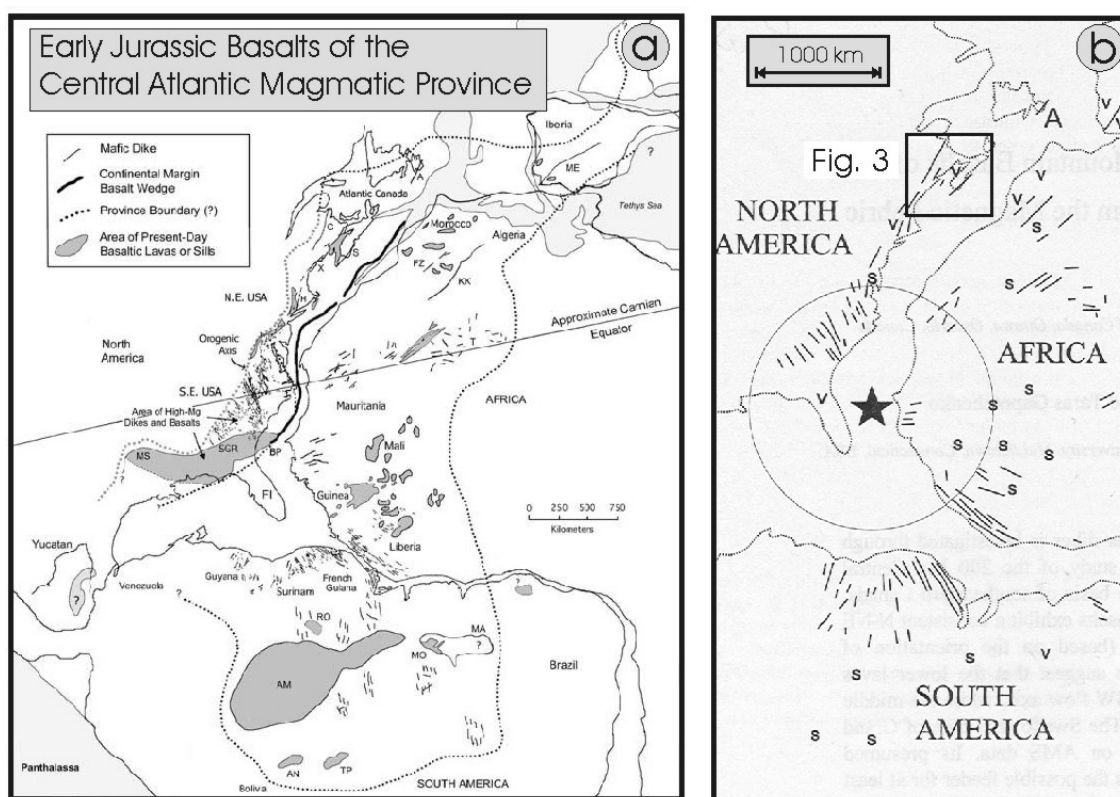 Early Jurassic Basalts of the
Central Atlantic Magmatic Province
a
Mafic Dike
Continental Margin
Basalt Wedge
Province Boundary (?)
Area of Present-Day
Basaltic Lavas or Sills
Iberia
ME
?
Tethys Sea
Atlantic Canada
A
C
S
X
Morocco
Algeria
FZ
KK
N.E. USA
H
North
America
Orogenic
Axis
Approximate Carnian
Equator
T
S.E. USA
Area of High-Mg
Dikes and Basalts
Mauritania
AFRICA
MS
SGR
BP
?
FI
Mali
Guinea
Liberia
0 250 500 750
Kilometers
Yucatan
?
Venezuela
?
Guyana
Surinam
French
Guiana
?
RO
MA
?
MO
AM
Brazil
AN
TP
Bolivia
SOUTH AMERICA
Panthalassa
1000 km
b
Fig. 3
A
V
V
V
V
V
S
NORTH
AMERICA
V
S
S
AFRICA
V
S
S
S
S
S
S
S
V
S
SOUTH
AMERICA
S
S